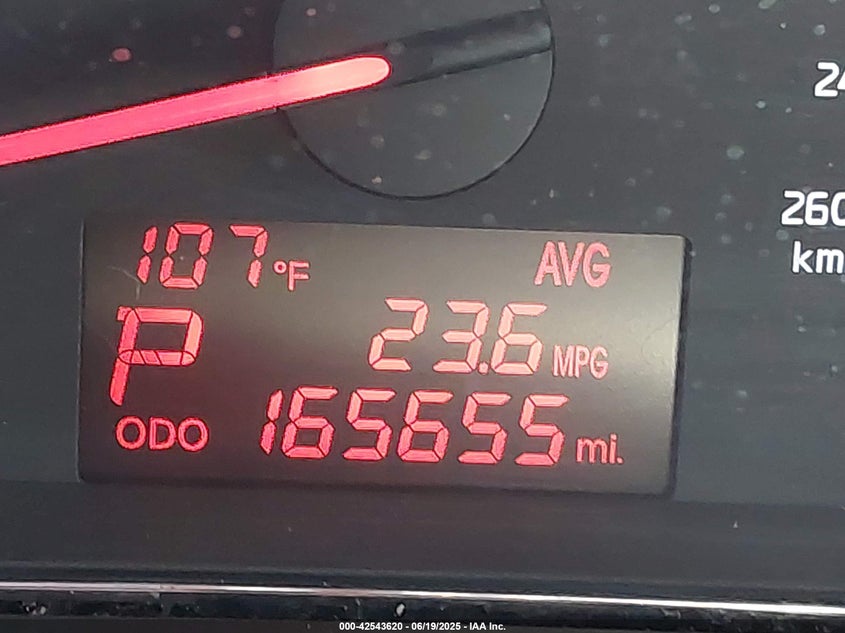 24
260
km
107 °F AVG
P 23.6 MPG
ODO 165655 mi.
000-42543620 - 06/19/2025 - IAA Inc.